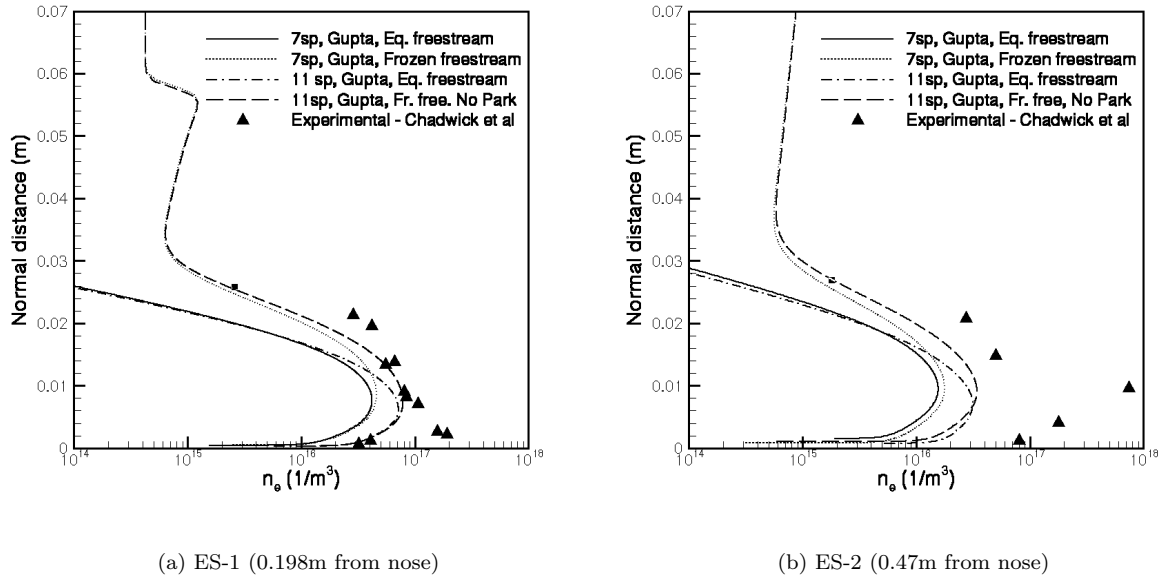 0.07
0.06
0.05
0.04
0.03
0.02
0.01
0
Normal distance (m)
7sp, Gupta, Eq. freestream
7sp, Gupta, Frozen freestream
11 sp, Gupta, Eq. freestream
11sp, Gupta, Fr. free. No Park
Experimental - Chadwick et al
10^14 10^15 10^16 10^17 10^18
n_e (1/m^3)
(a) ES-1 (0.198m from nose)
0.07
0.06
0.05
0.04
0.03
0.02
0.01
0
Normal distance (m)
7sp, Gupta, Eq. freestream
7sp, Gupta, Frozen freestream
11sp, Gupta, Eq. fresstream
11sp, Gupta, Fr. free, No Park
Experimental - Chadwick et al
10^14 10^15 10^16 10^17 10^18
n_e (1/m^3)
(b) ES-2 (0.47m from nose)